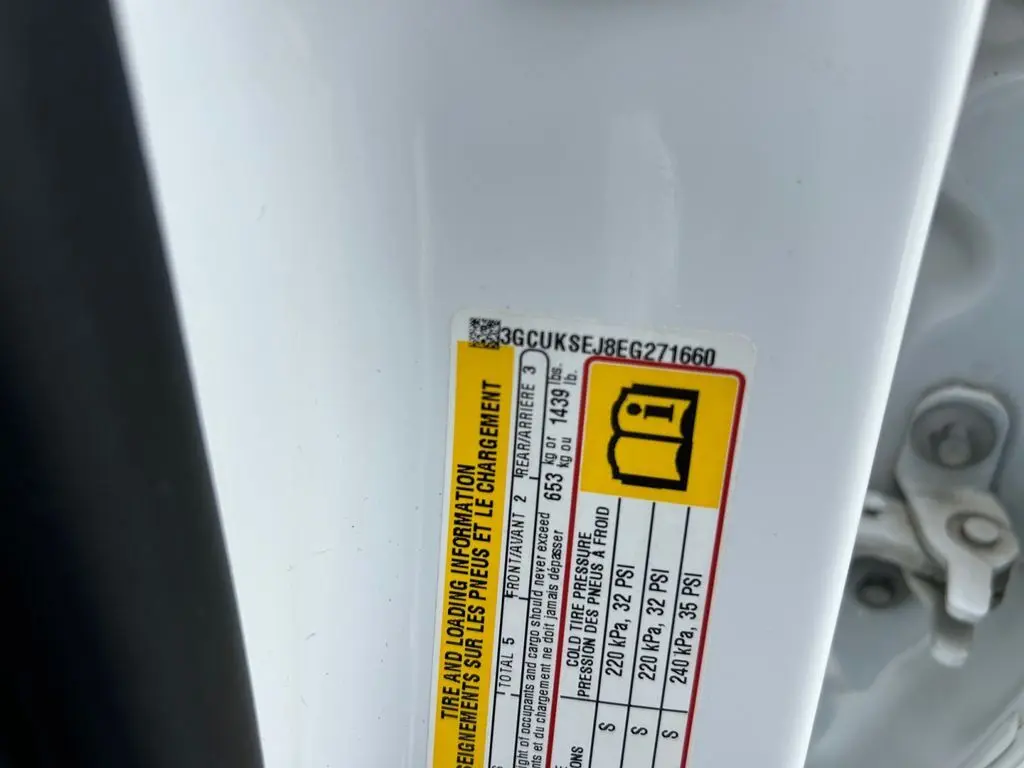 3GCUKSEJ8EG271660
TIRE AND LOADING INFORMATION
SEIGNEMENTS SUR LES PNEUS ET LE CHARGEMENT
TOTAL 5 FRONT/AVANT 2 REAR/ARRIÈRE 3
ight of occupants and cargo should never exceed 653 kg or 1439 lbs.
nts et du chargement ne doit jamais dépasser kg ou lb.
COLD TIRE PRESSURE
PRESSION DES PNEUS À FROID
ONS
S 220 kPa, 32 PSI
S 220 kPa, 32 PSI
S 240 kPa, 35 PSI
i